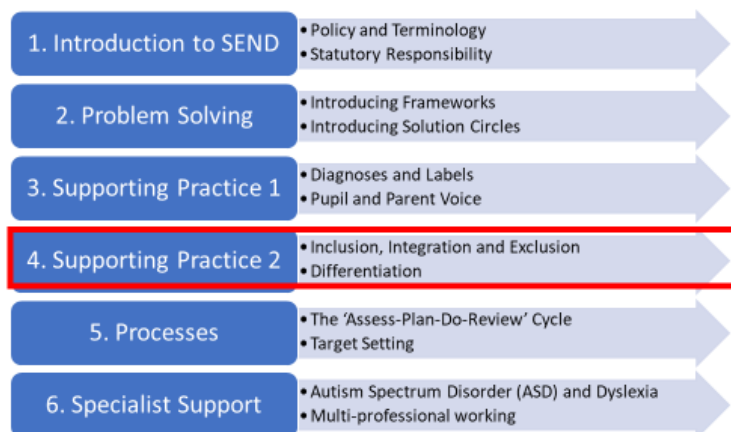 1. Introduction to SEND
• Policy and Terminology
• Statutory Responsibility
2. Problem Solving
• Introducing Frameworks
• Introducing Solution Circles
3. Supporting Practice 1
• Diagnoses and Labels
• Pupil and Parent Voice
4. Supporting Practice 2
• Inclusion, Integration and Exclusion
• Differentiation
5. Processes
• The ‘Assess-Plan-Do-Review’ Cycle
• Target Setting
6. Specialist Support
• Autism Spectrum Disorder (ASD) and Dyslexia
• Multi-professional working